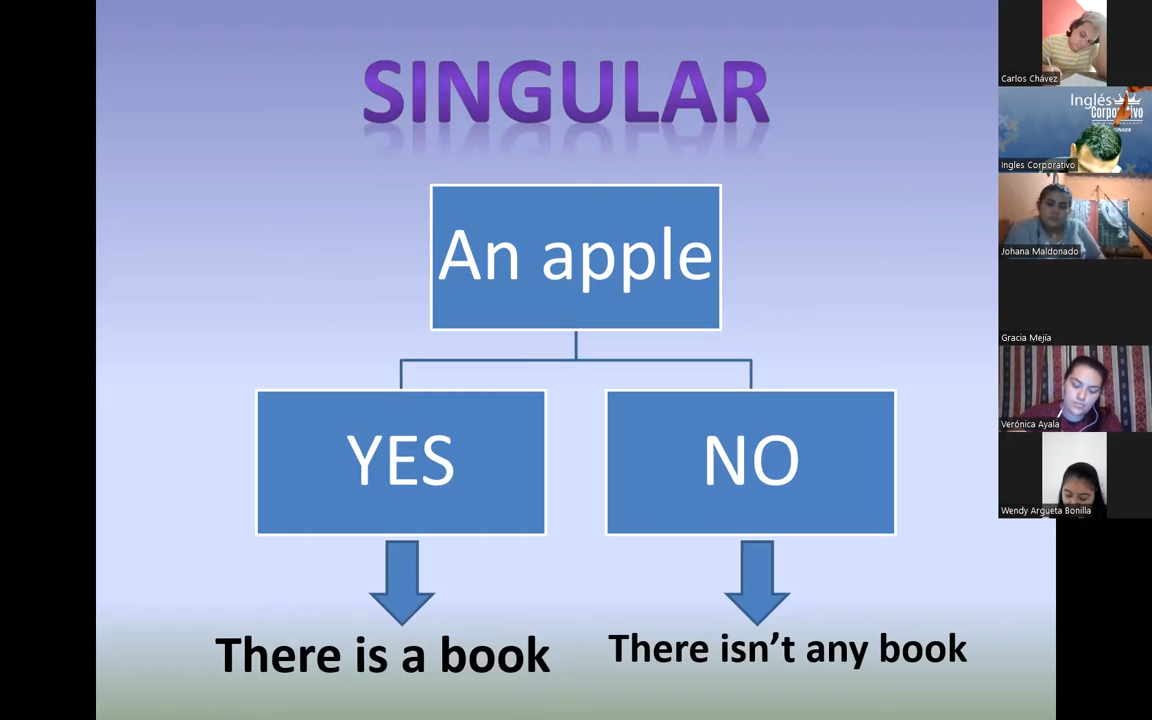 SINGULAR
An apple
YES
NO
There is a book
There isn't any book
Carlos Chávez
Inglés
Corporativo
Ingles Corporativo
Johana Maldonado
Gracia Mejía
Verónica Ayala
Wendy Argueta Bonilla